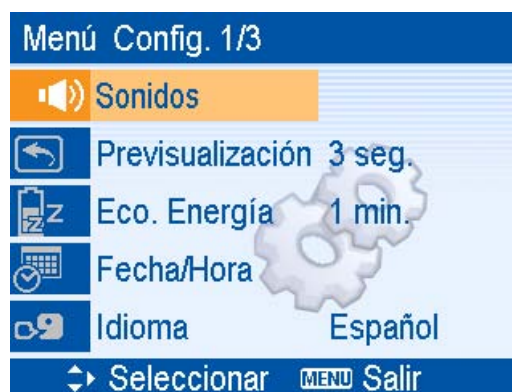 Menú Config. 1/3
Sonidos
Previsualización 3 seg.
Eco. Energía 1 min.
Fecha/Hora
Idioma Español
Seleccionar MENU Salir